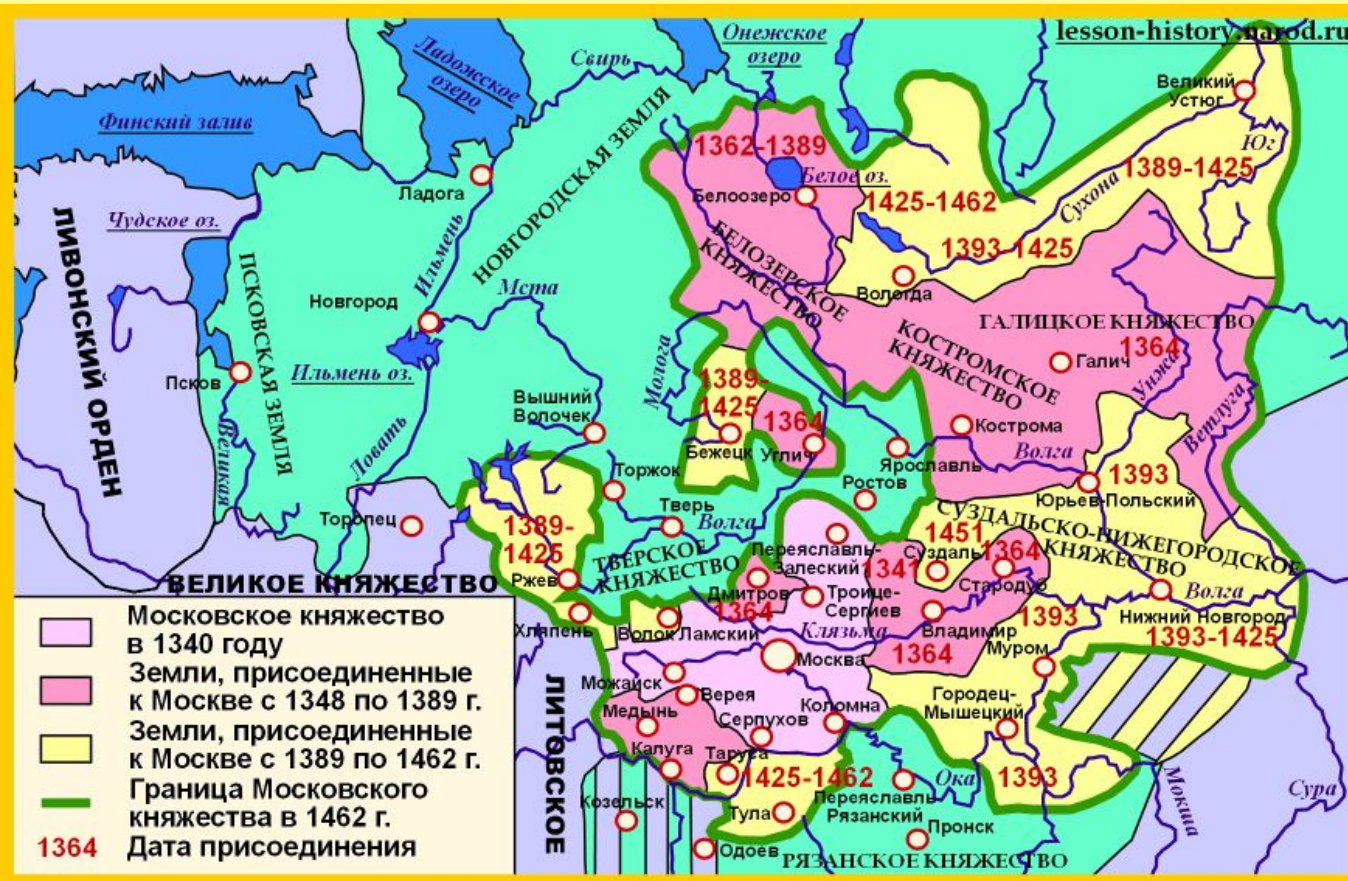 lesson-history.narod.ru
Онежское
озеро
Ладожское
озеро
Свирь
Великий
Устюг
Финский залив
Юг
1362-1389
Белое оз.
1389-1425
НОВГОРОДСКАЯ ЗЕМЛЯ
Ладога
Белоозеро
1425-1462
Сухона
Чудское оз.
ЛИВОНСКИЙ ОРДЕН
Ильмень
БЕЛОЗЕРСКОЕ
КНЯЖЕСТВО
1393-1425
ПСКОВСКАЯ ЗЕМЛЯ
Новгород
Мста
Вологда
ГАЛИЦКОЕ КНЯЖЕСТВО
1364
КОСТРОМСКОЕ
КНЯЖЕСТВО
Галич
Унжа
Ветлуга
Псков
Ильмень оз.
Молога
1389-
1425
Вышний
Волочек
1364
Кострома
Великая
Ловать
Бежецк
Углич
Ярославль
Волга
Торжок
Ростов
1393
Юрьев-Польский
Торопец
1389-
1425
Тверь
Волга
1451
СУЗДАЛЬСКО-НИЖЕГОРОДСКОЕ
КНЯЖЕСТВО
ТВЕРСКОЕ
КНЯЖЕСТВО
Переяславль-
Залеский
1341
Суздаль
1364
Стародуб
ВЕЛИКОЕ КНЯЖЕСТВО
Ржев
Дмитров
1364
Троице-
Сергиев
Волга
Хляпень
Волок Ламский
Клязьма
Владимир
1364
1393
Нижний Новгород
1393-1425
Муром
Москва
Можайск
Верея
ЛИТОВСКОЕ
Медынь
Серпухов
Коломна
Городец-
Мышецкий
Калуга
Таруса
1425-1462
Ока
1393
Козельск
Тула
Переяславль
Рязанский
Мокша
Сура
Пронск
Одоев
РЯЗАНСКОЕ КНЯЖЕСТВО
Московское княжество
в 1340 году
Земли, присоединенные
к Москве с 1348 по 1389 г.
Земли, присоединенные
к Москве с 1389 по 1462 г.
Граница Московского
княжества в 1462 г.
1364 Дата присоединения